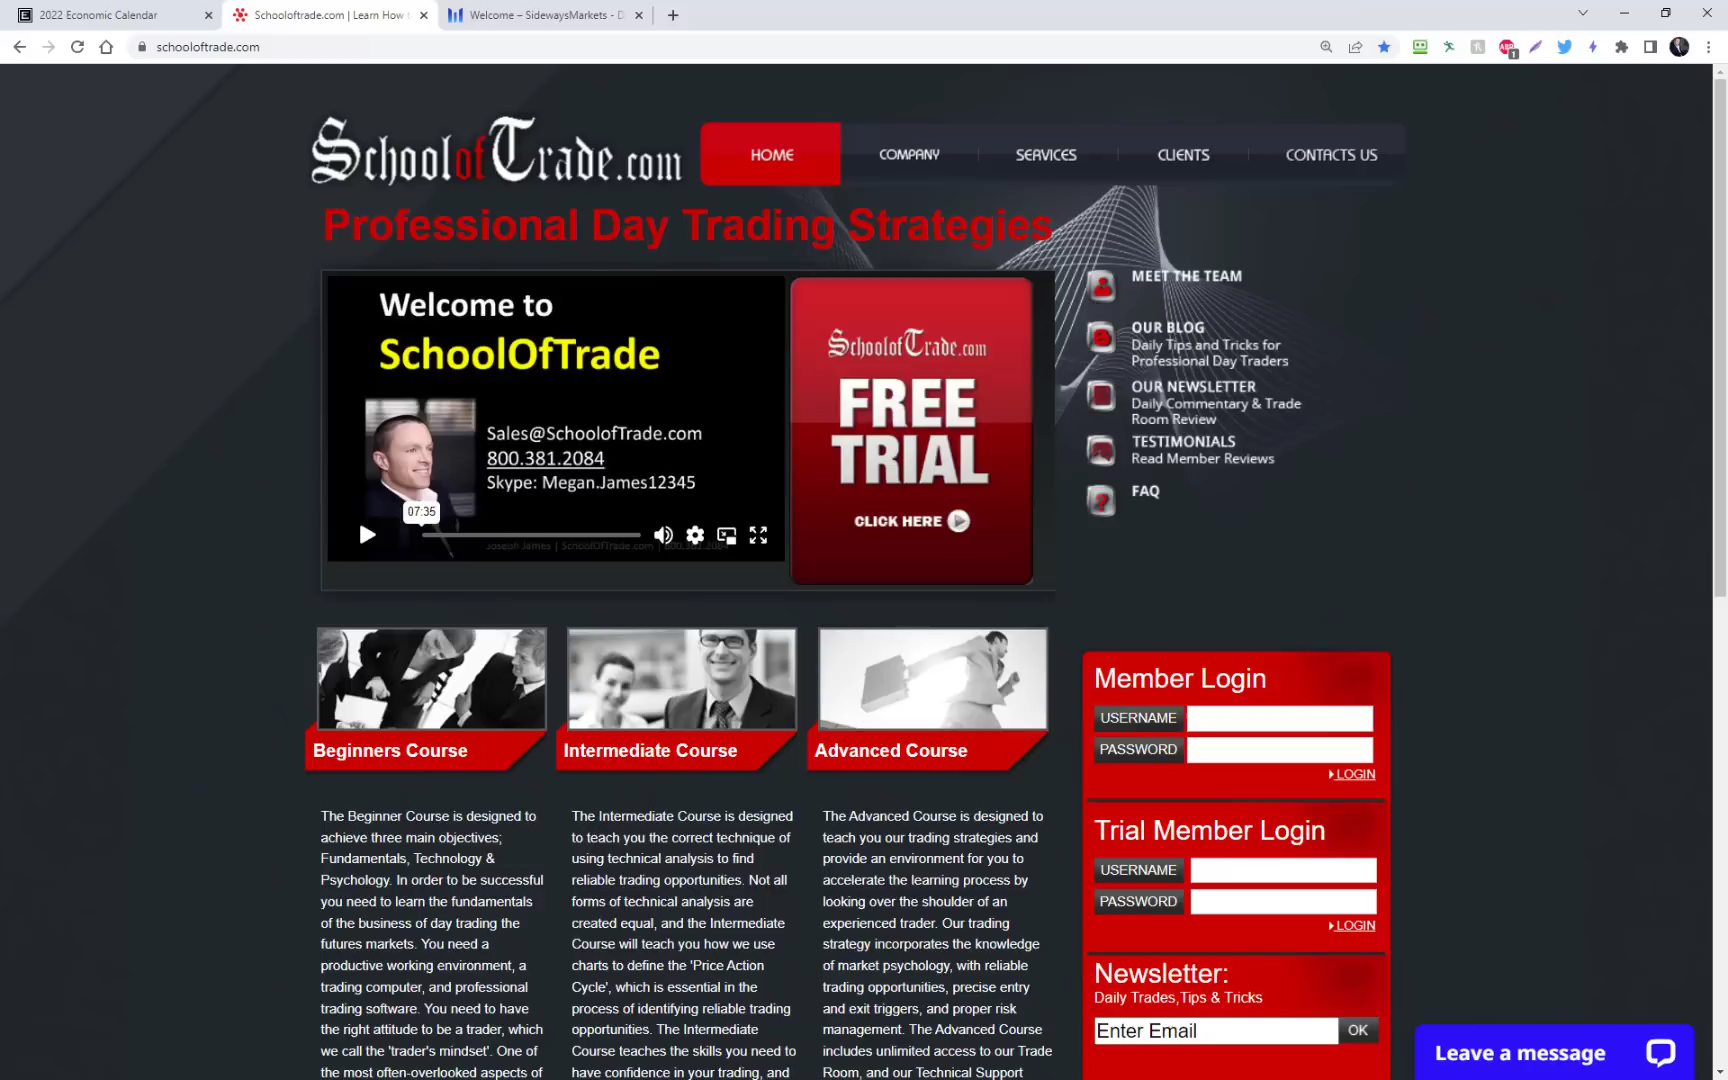 2022 Economic Calendar
Schooloftrade.com | Learn How
Welcome – SidewaysMarkets - D
schooloftrade.com
ABP
1
SchoolofTrade.com
HOME
COMPANY
SERVICES
CLIENTS
CONTACTS US
Professional Day Trading Strategies
Welcome to
SchoolOfTrade
Sales@SchoolofTrade.com
800.381.2084
Skype: Megan.James12345
07:35
Joseph James | SchoolOfTrade.com | 800.381.2084
SchoolofTrade.com
FREE
TRIAL
CLICK HERE
MEET THE TEAM
OUR BLOG
Daily Tips and Tricks for
Professional Day Traders
OUR NEWSLETTER
Daily Commentary & Trade
Room Review
TESTIMONIALS
Read Member Reviews
FAQ
Beginners Course
The Beginner Course is designed to
achieve three main objectives;
Fundamentals, Technology &
Psychology. In order to be successful
you need to learn the fundamentals
of the business of day trading the
futures markets. You need a
productive working environment, a
trading computer, and professional
trading software. You need to have
the right attitude to be a trader, which
we call the 'trader's mindset'. One of
the most often-overlooked aspects of
Intermediate Course
The Intermediate Course is designed
to teach you the correct technique of
using technical analysis to find
reliable trading opportunities. Not all
forms of technical analysis are
created equal, and the Intermediate
Course will teach you how we use
charts to define the 'Price Action
Cycle', which is essential in the
process of identifying reliable trading
opportunities. The Intermediate
Course teaches the skills you need to
have confidence in your trading, and
Advanced Course
The Advanced Course is designed to
teach you our trading strategies and
provide an environment for you to
accelerate the learning process by
looking over the shoulder of an
experienced trader. Our trading
strategy incorporates the knowledge
of market psychology, with reliable
trading opportunities, precise entry
and exit triggers, and proper risk
management. The Advanced Course
includes unlimited access to our Trade
Room, and our Technical Support
Member Login
USERNAME
PASSWORD
LOGIN
Trial Member Login
USERNAME
PASSWORD
LOGIN
Newsletter:
Daily Trades,Tips & Tricks
Enter Email
OK
Leave a message